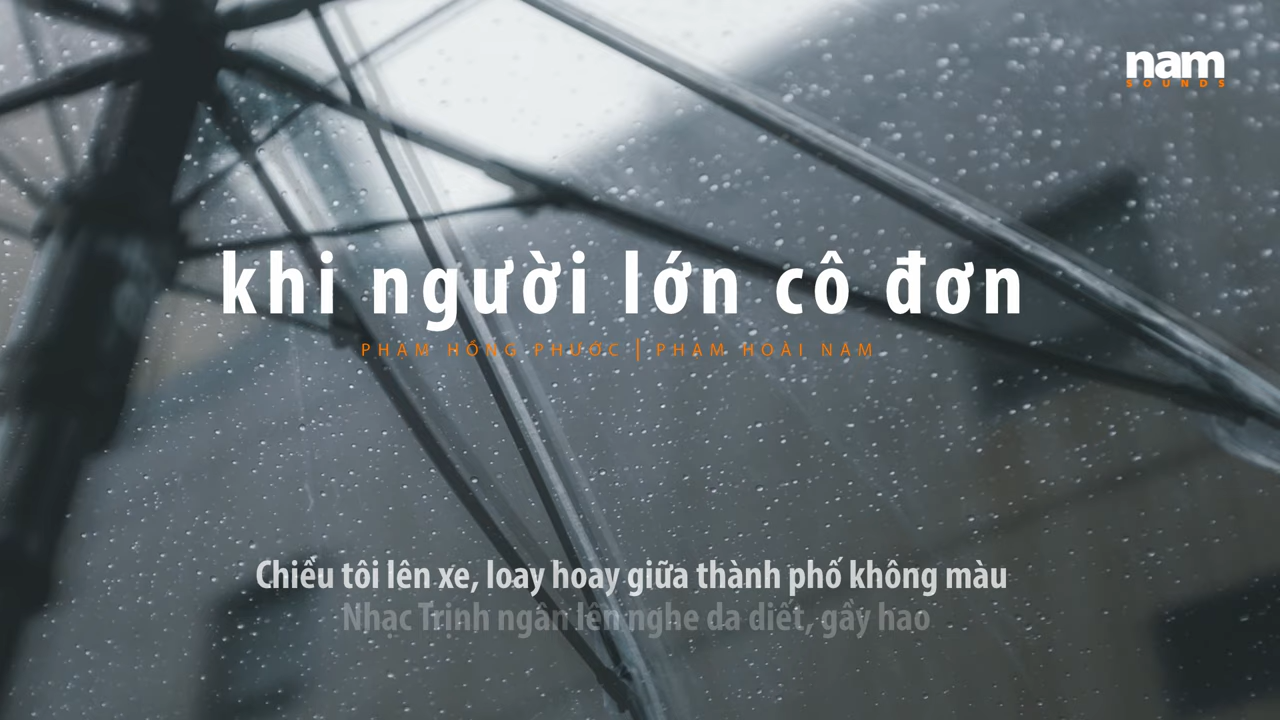 nam
SOUNDS
khi người lớn cô đơn
PHẠM HỒNG PHƯỚC | PHẠM HOÀI NAM
Chiều tôi lên xe, loay hoay giữa thành phố không màu
Nhạc Trịnh ngân lên nghe da diết, gầy hao